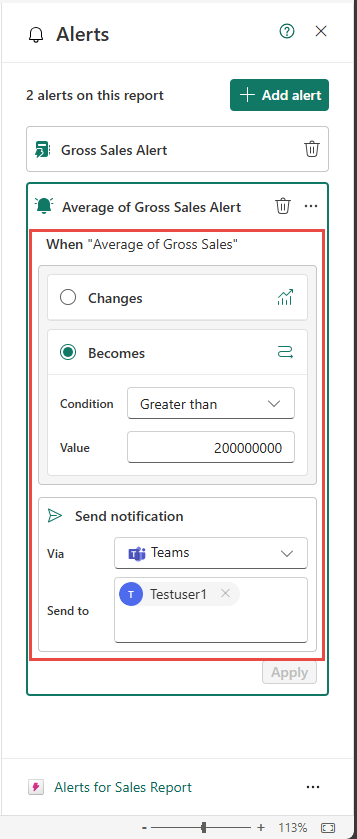 Alerts
2 alerts on this report
Add alert
Gross Sales Alert
Average of Gross Sales Alert
When "Average of Gross Sales"
Changes
Becomes
Condition Greater than
Value 200000000
Send notification
Via Teams
Send to T Testuser1
Apply
Alerts for Sales Report
- + 113%